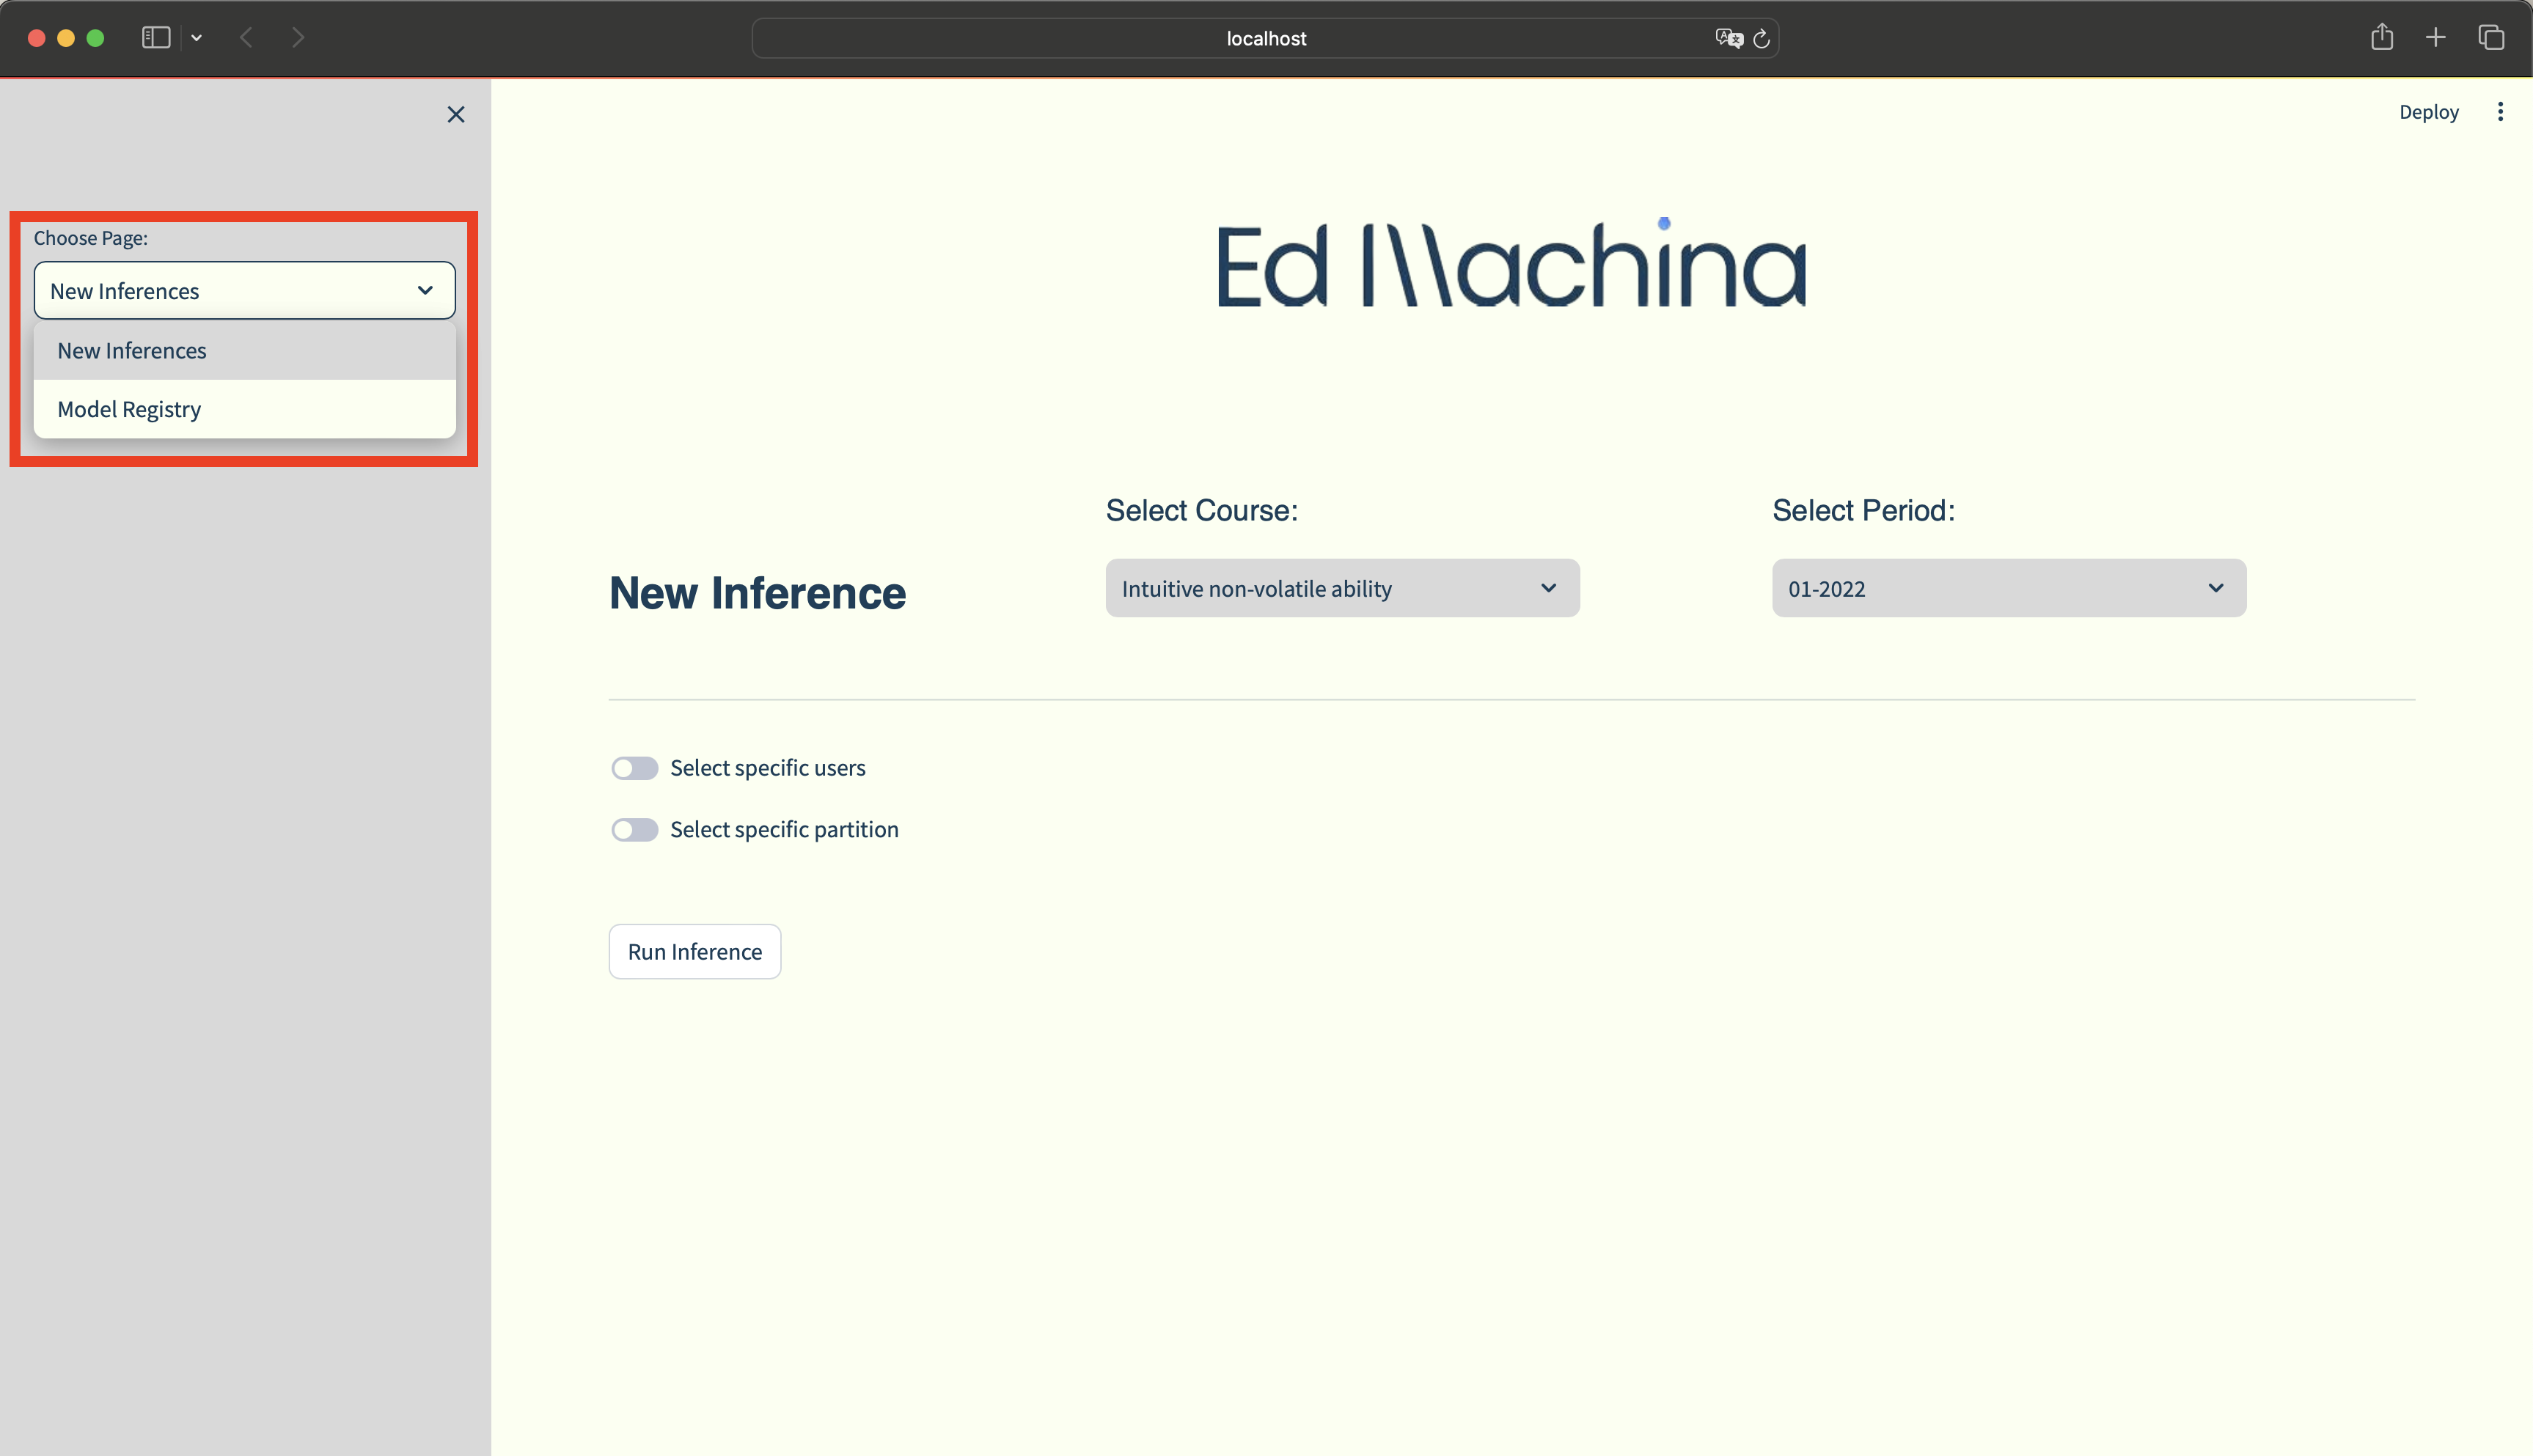 localhost
Deploy
Choose Page:
New Inferences
New Inferences
Model Registry
Ed Machina
Select Course:
Select Period:
New Inference
Intuitive non-volatile ability
01-2022
Select specific users
Select specific partition
Run Inference